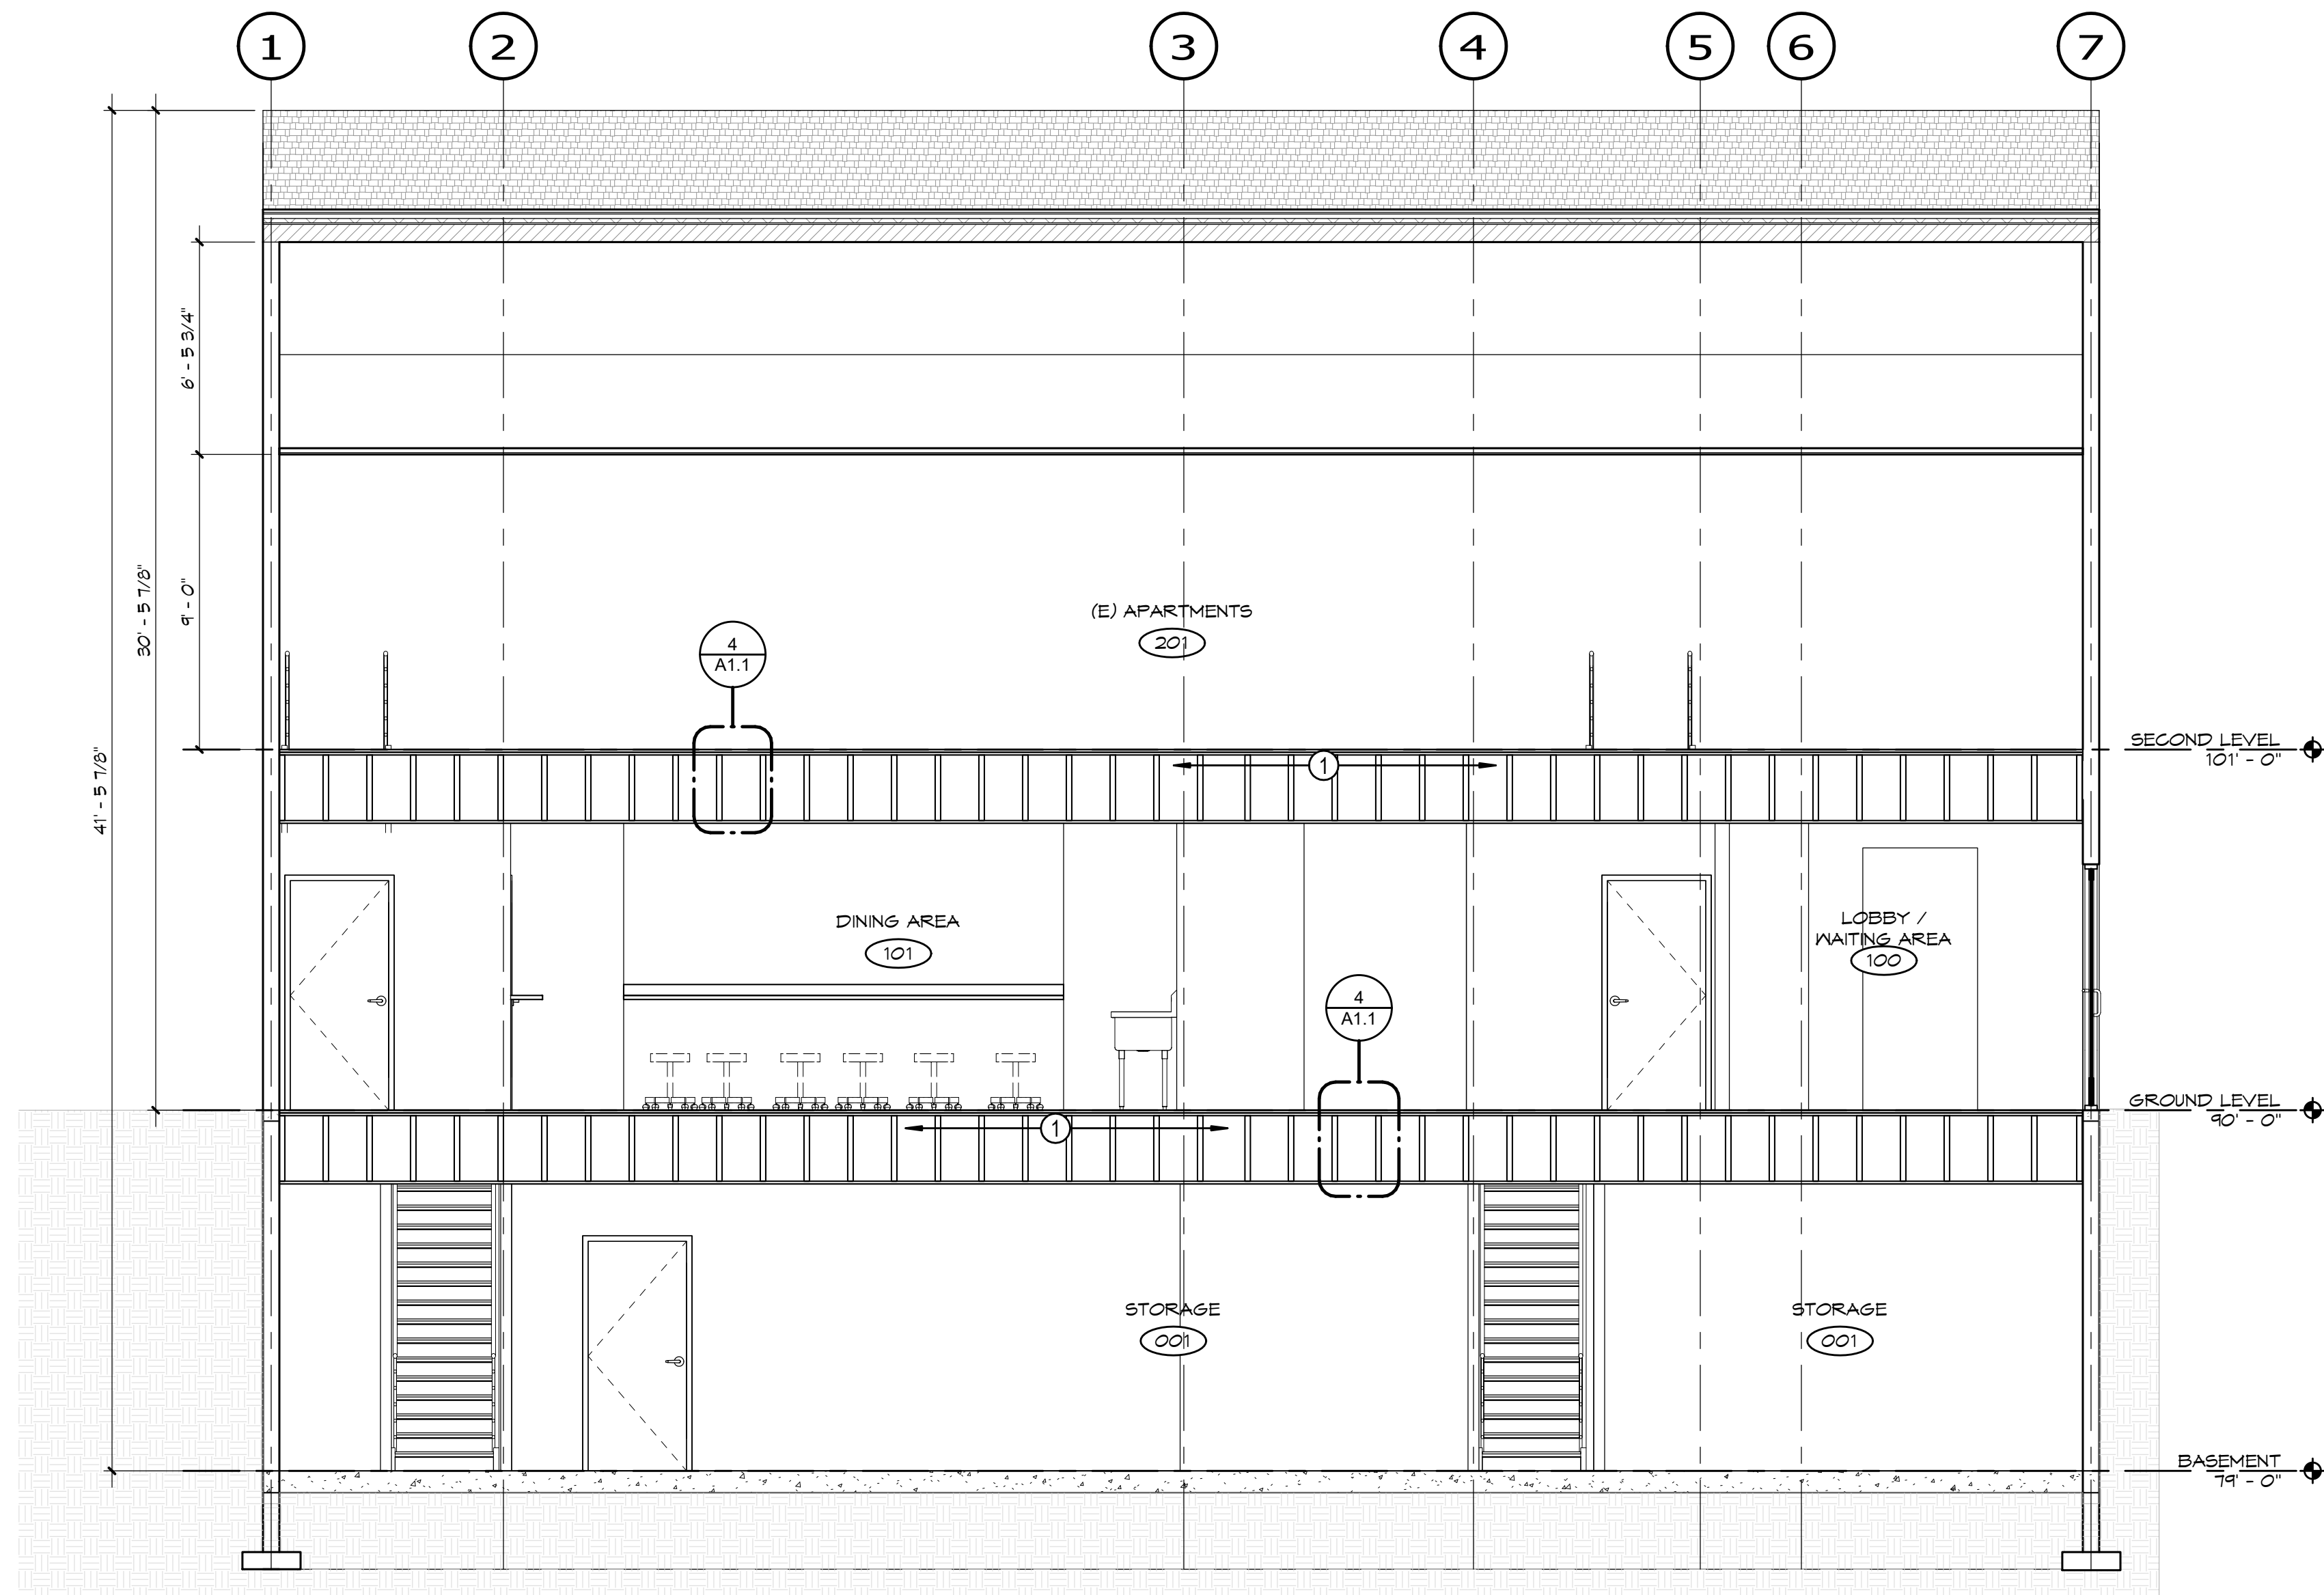 1 2 3 4 5 6 7
6' - 5 3/4"
30' - 5 7/8"
9' - 0"
41' - 5 7/8"
(E) APARTMENTS
201
4
A1.1
1
SECOND LEVEL
101' - 0"
DINING AREA
101
LOBBY /
WAITING AREA
100
4
A1.1
1
GROUND LEVEL
90' - 0"
STORAGE
001
STORAGE
001
BASEMENT
79' - 0"